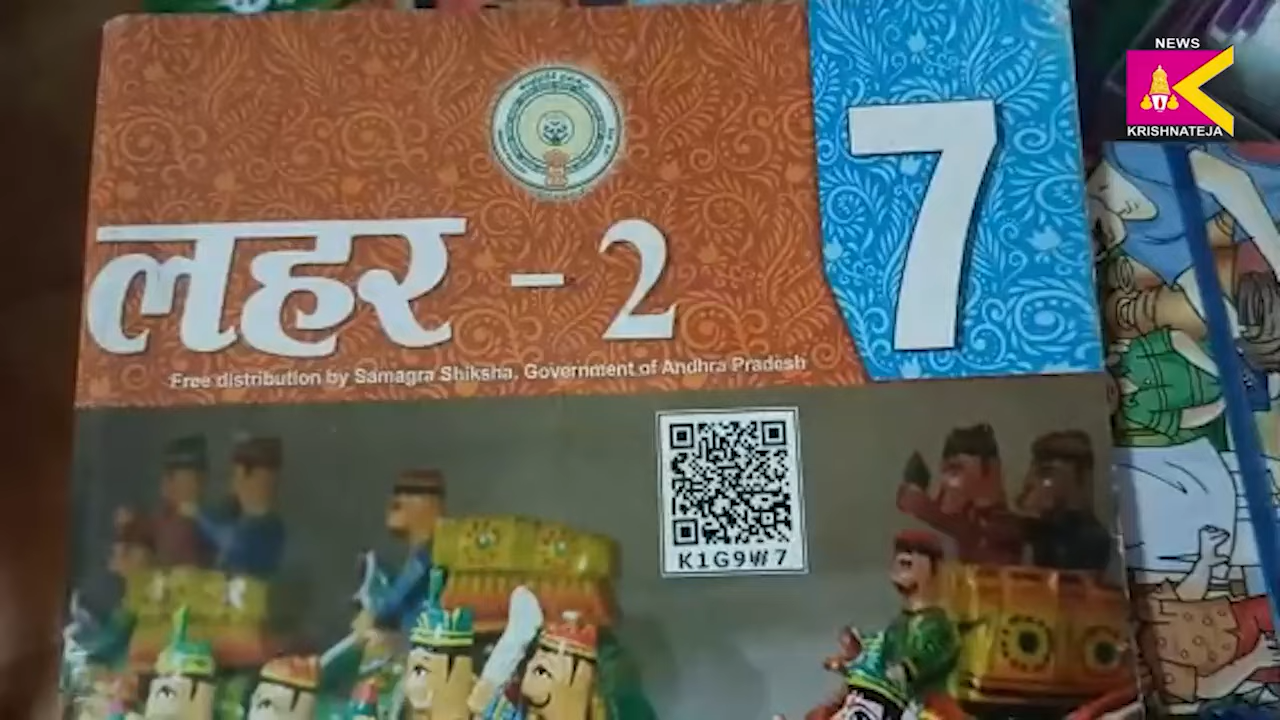 NEWS
KRISHNATEJA
7
लहर - 2
Free distribution by Samagra Shiksha, Government of Andhra Pradesh
K1G9W7